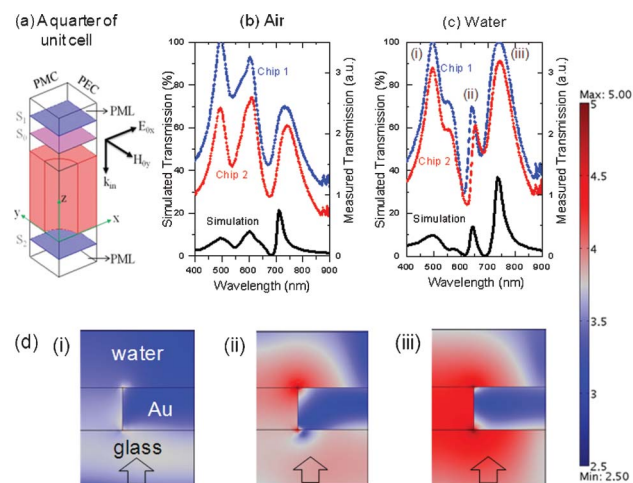 (a) A quarter of
unit cell
PMC PEC
S₁
PML
S₀
E₀ₓ
H₀y
kᵢₙ
z
y
x
S₂
PML
(b) Air
100
80
60
40
20
0
Simulated Transmission (%)
Chip 1
Chip 2
Simulation
3
2
1
0
Measured Transmission (a.u.)
400 500 600 700 800 900
Wavelength (nm)
(c) Water
100
80
60
40
20
0
Simulated Transmission (%)
(i)
(ii)
(iii)
Chip 1
Chip 2
Simulation
3
2
1
0
Measured Transmission (a.u.)
400 500 600 700 800 900
Wavelength (nm)
Max: 5.00
5
4.5
4
3.5
3
2.5
Min: 2.50
(d) (i)
water
Au
glass
(ii)
(iii)